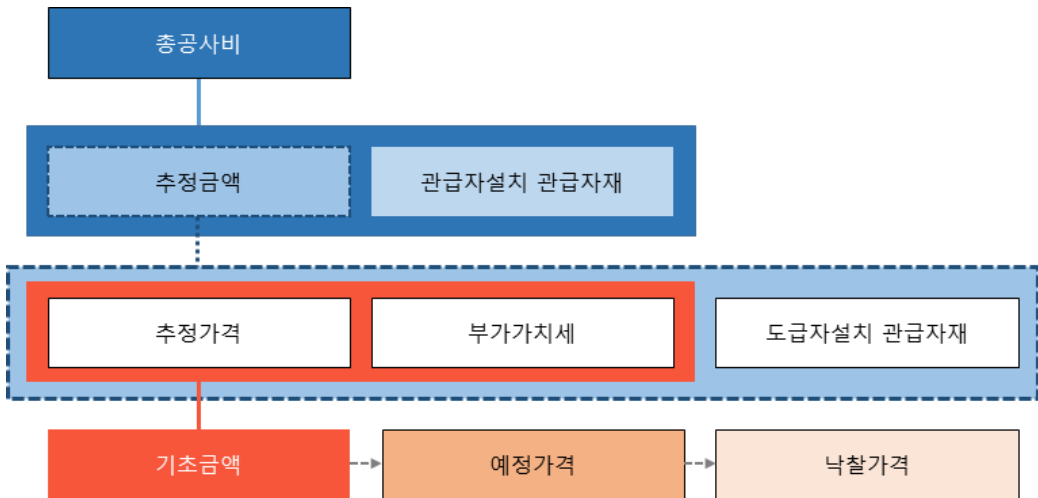 총공사비
추정금액
관급자설치 관급자재
추정가격
부가가치세
도급자설치 관급자재
기초금액
예정가격
낙찰가격